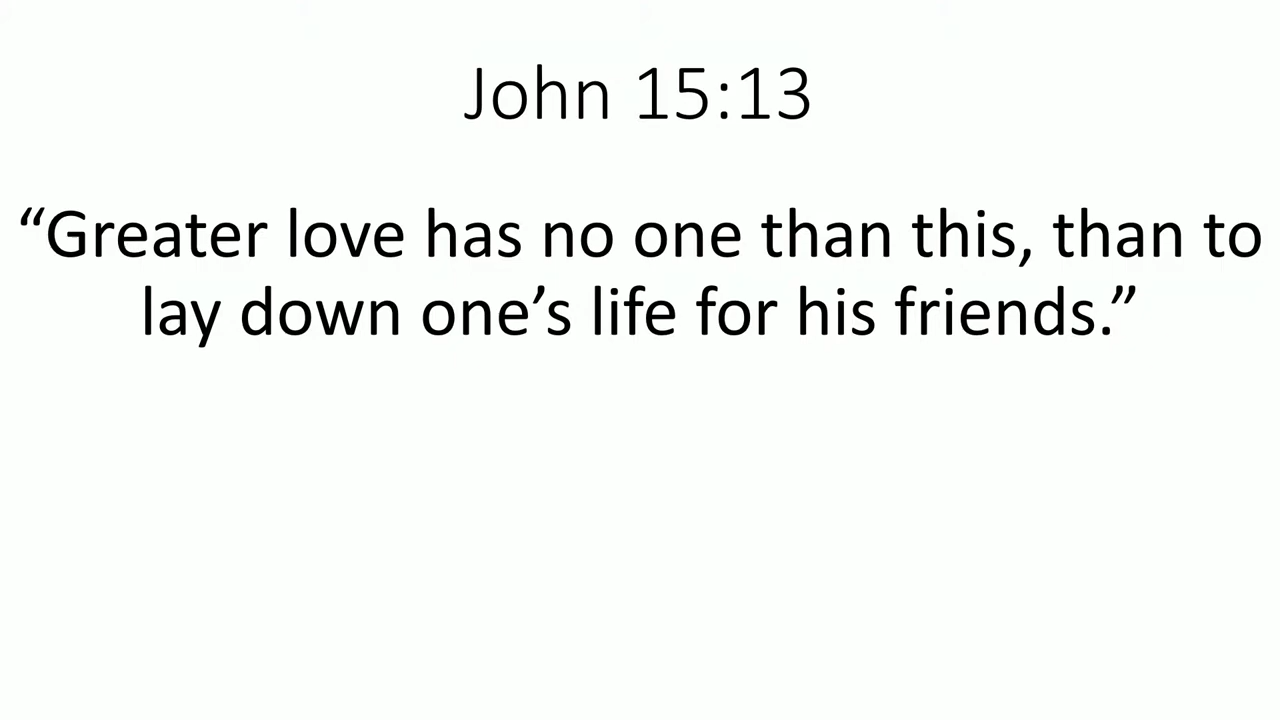 John 15:13
“Greater love has no one than this, than to
lay down one’s life for his friends.”